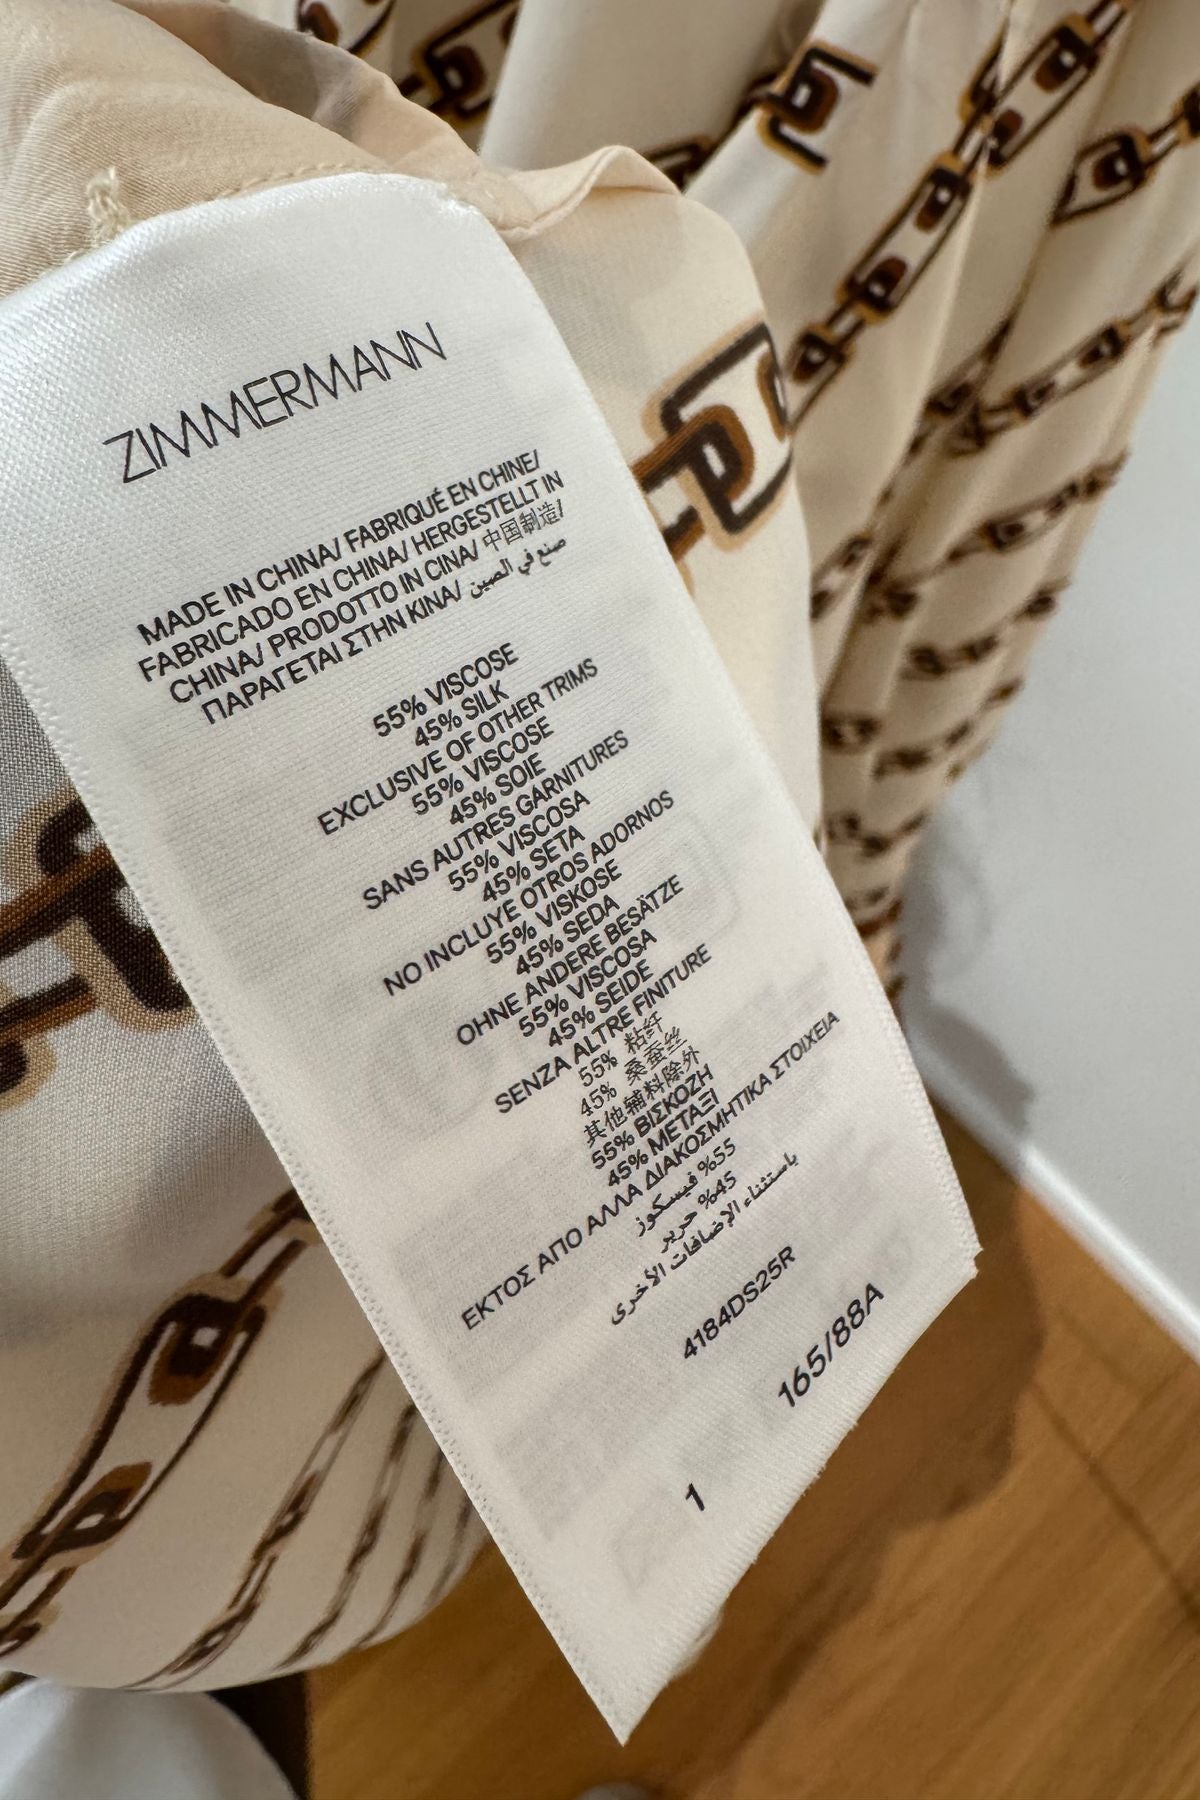 ZIMMERMANN
MADE IN CHINA/ FABRIQUÉ EN CHINE/
FABRICADO EN CHINA/ HERGESTELLT IN
CHINA/ PRODOTTO IN CINA/ 中国制造/
ΠΑΡΑΓΕΤΑΙ ΣΤΗΝ ΚΙΝΑ/ صنع في الصين
55% VISCOSE
45% SILK
EXCLUSIVE OF OTHER TRIMS
55% VISCOSE
45% SOIE
SANS AUTRES GARNITURES
55% VISCOSA
45% SETA
NO INCLUYE OTROS ADORNOS
55% VISKOSE
45% SEDA
OHNE ANDERE BESÄTZE
55% VISCOSA
45% SEIDE
SENZA ALTRE FINITURE
55% 粘纤
45% 桑蚕丝
其他辅料除外
55% ΒΙΣΚΟΖΗ
45% ΜΕΤΑΞΙ
ΕΚΤΟΣ ΑΠΟ ΑΛΛΑ ΔΙΑΚΟΣΜΗΤΙΚΑ ΣΤΟΙΧΕΙΑ
55% فيسكوز
45% حرير
باستثناء الإضافات الأخرى
4184DS25R
165/88A
1